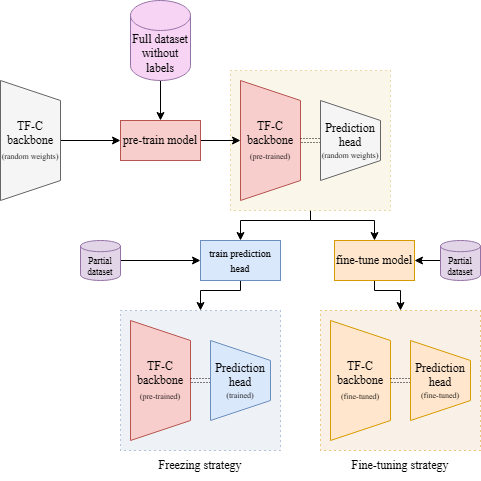 Full dataset
without
labels
TF-C
backbone
(random weights)
pre-train model
TF-C
backbone
(pre-trained)
Prediction
head
(random weights)
Partial
dataset
train prediction
head
fine-tune model
Partial
dataset
TF-C
backbone
(pre-trained)
Prediction
head
(trained)
TF-C
backbone
(fine-tuned)
Prediction
head
(fine-tuned)
Freezing strategy
Fine-tuning strategy